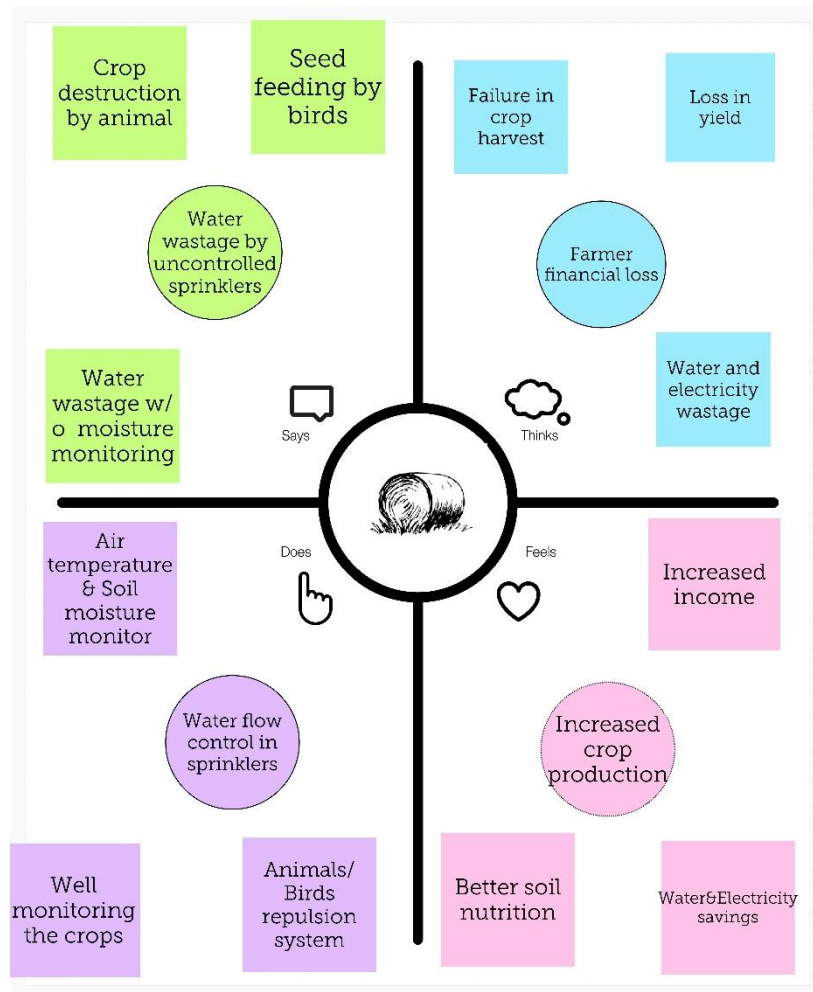 Crop
destruction
by animal
Seed
feeding by
birds
Water
wastage by
uncontrolled
sprinklers
Water
wastage w/
o moisture
monitoring
Says
Failure in
crop
harvest
Loss in
yield
Farmer
financial loss
Water and
electricity
wastage
Thinks
Does
Air
temperature
& Soil
moisture
monitor
Water flow
control in
sprinklers
Well
monitoring
the crops
Animals/
Birds
repulsion
system
Feels
Increased
income
Increased
crop
production
Better soil
nutrition
Water&Electricity
savings